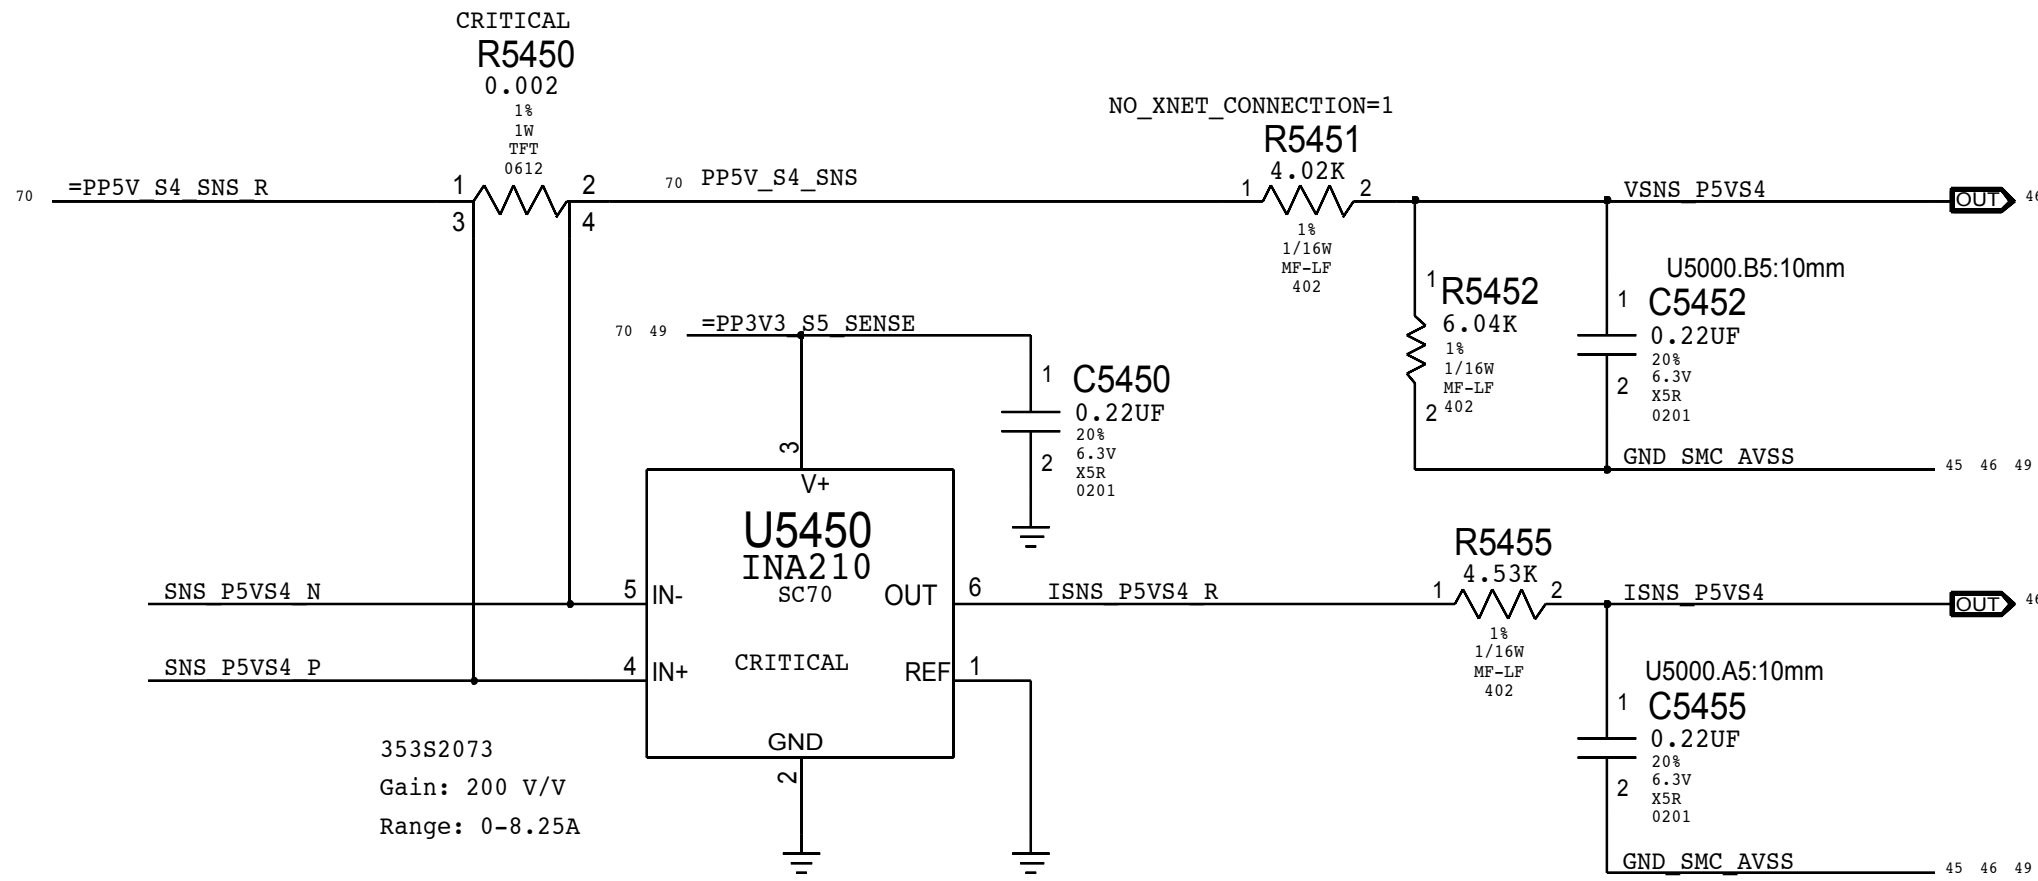 CRITICAL
R5450
0.002
1%
1W
TFT
0612
70 =PP5V_S4_SNS_R
1 2
3 4
70 PP5V_S4_SNS
NO_XNET_CONNECTION=1
R5451
4.02K
1 2
1%
1/16W
MF-LF
402
VSNS_P5VS4
OUT 46
1
R5452
6.04K
1%
1/16W
MF-LF
402
2
U5000.B5:10mm
1
C5452
0.22UF
20%
6.3V
X5R
0201
2
GND_SMC_AVSS
45 46 49
70 49 =PP3V3_S5_SENSE
1
C5450
0.22UF
20%
6.3V
X5R
0201
2
3
V+
U5450
INA210
SC70
CRITICAL
SNS_P5VS4_N 5 IN-
SNS_P5VS4_P 4 IN+
OUT 6 ISNS_P5VS4_R
REF 1
GND
2
R5455
4.53K
1 2
1%
1/16W
MF-LF
402
ISNS_P5VS4
OUT 46
U5000.A5:10mm
1
C5455
0.22UF
20%
6.3V
X5R
0201
2
GND_SMC_AVSS
45 46 49
353S2073
Gain: 200 V/V
Range: 0-8.25A